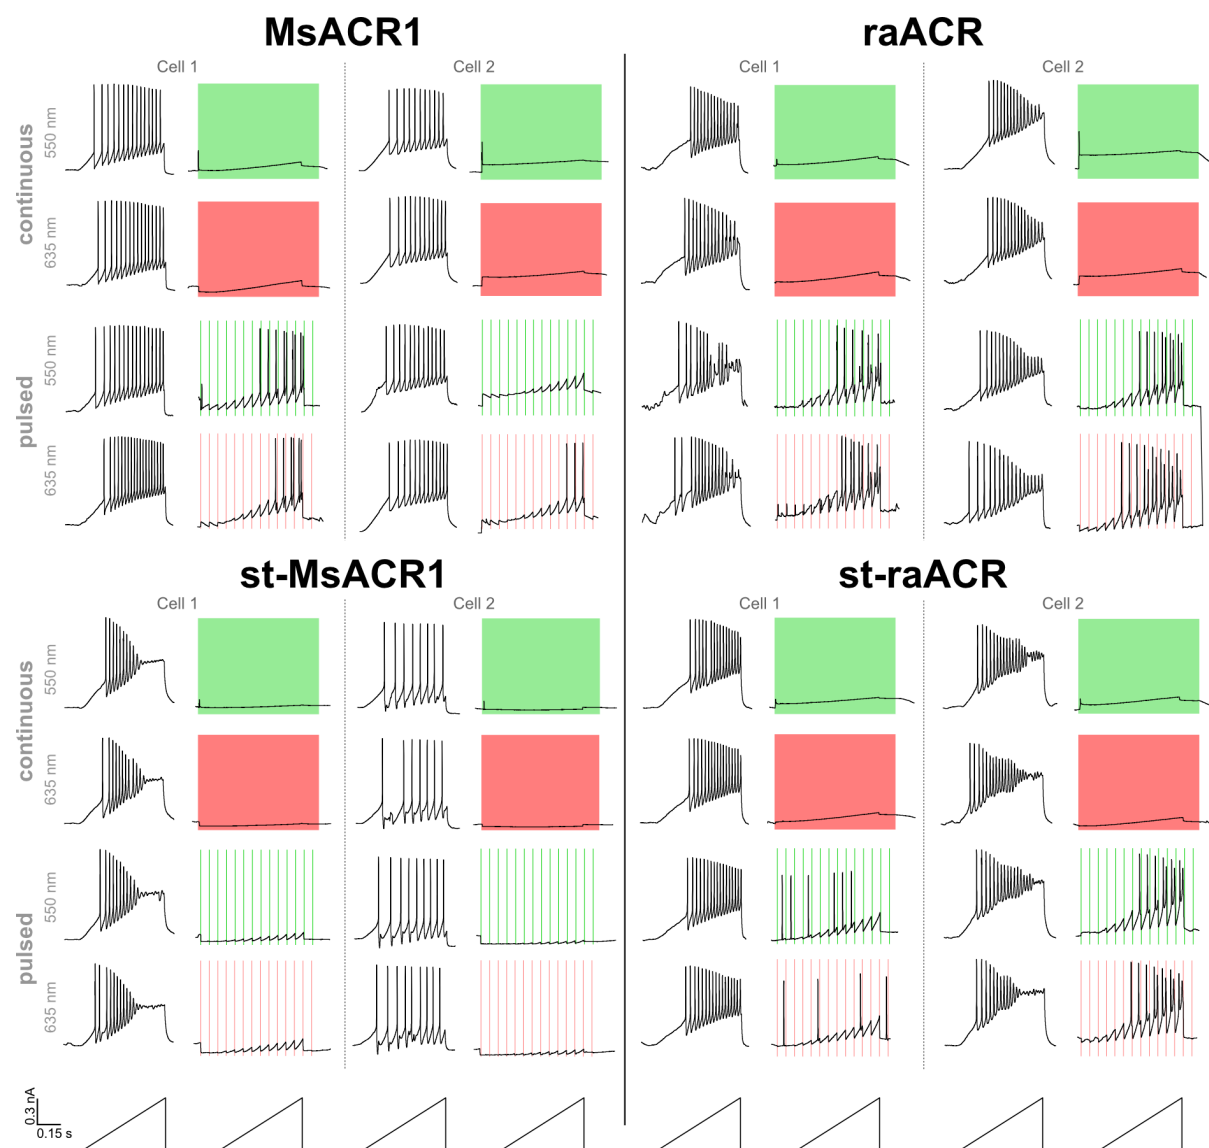 MsACR1
raACR
Cell 1
Cell 2
Cell 1
Cell 2
continuous
550 nm
635 nm
pulsed
550 nm
635 nm
st-MsACR1
st-raACR
Cell 1
Cell 2
Cell 1
Cell 2
continuous
550 nm
635 nm
pulsed
550 nm
635 nm
0.3 nA
0.15 s